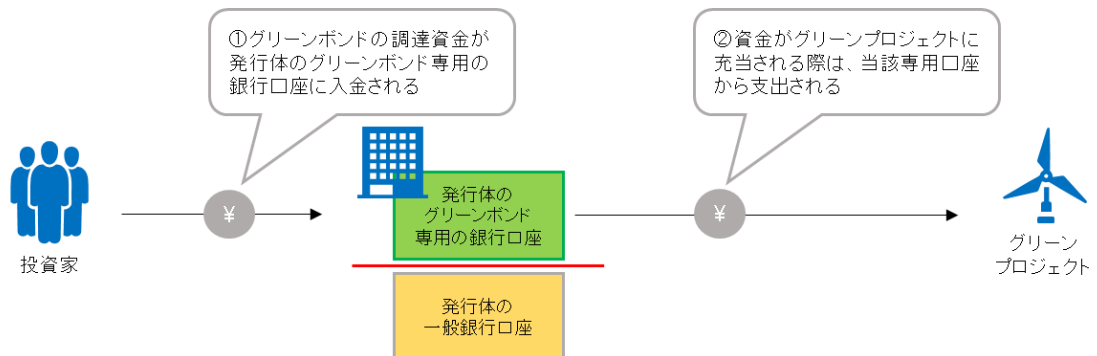 ①グリーンボンドの調達資金が
発行体のグリーンボンド専用の
銀行口座に入金される
②資金がグリーンプロジェクトに
充当される際は、当該専用口座
から支出される
投資家
¥
発行体の
グリーンボンド
専用の銀行口座
¥
グリーン
プロジェクト
発行体の
一般銀行口座